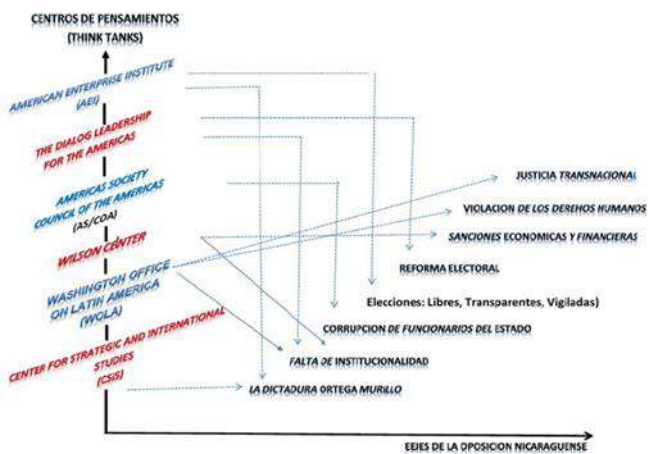 CENTROS DE PENSAMIENTOS
(THINK TANKS)
AMERICAN ENTERPRISE INSTITUTE
(AEI)
THE DIALOG LEADERSHIP
FOR THE AMERICAS
AMERICAS SOCIETY
COUNCIL OF THE AMERICAS
(AS/COA)
WILSON CENTER
WASHINGTON OFFICE
ON LATIN AMERICA
(WOLA)
CENTER FOR STRATEGIC AND INTERNATIONAL
STUDIES
(CSiS)
JUSTICIA TRANSNACIONAL
VIOLACION DE LOS DEREHOS HUMANOS
SANCIONES ECONOMICAS Y FINANCIERAS
REFORMA ELECTORAL
Elecciones: Libres, Transparentes, Vigiladas)
CORRUPCION DE FUNCIONARIOS DEL ESTADO
FALTA DE INSTITUCIONALIDAD
LA DICTADURA ORTEGA MURILLO
EEJES DE LA OPOSICION NICARAGUENSE